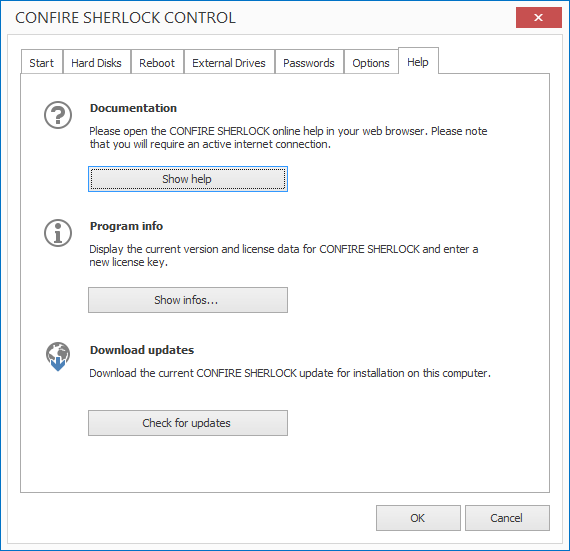 CONFIRE SHERLOCK CONTROL
Start Hard Disks Reboot External Drives Passwords Options Help
Documentation
Please open the CONFIRE SHERLOCK online help in your web browser. Please note
that you will require an active internet connection.
Show help
Program info
Display the current version and license data for CONFIRE SHERLOCK and enter a
new license key.
Show infos...
Download updates
Download the current CONFIRE SHERLOCK update for installation on this computer.
Check for updates
OK Cancel